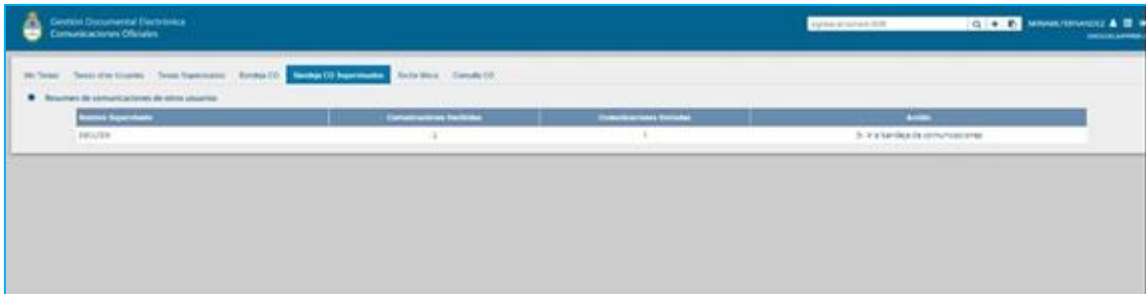 Gestión Documental Electrónica
Comunicaciones Oficiales
Mis Tareas Tareas otros Usuarios Tareas Supervisados Bandeja CO Bandeja CO Supervisados Consulta CO
Resumen de comunicaciones de otros usuarios
Nombre Supervisado Comunicaciones Recibidas Comunicaciones Enviadas Acción
2 1 Ir a bandeja de comunicaciones